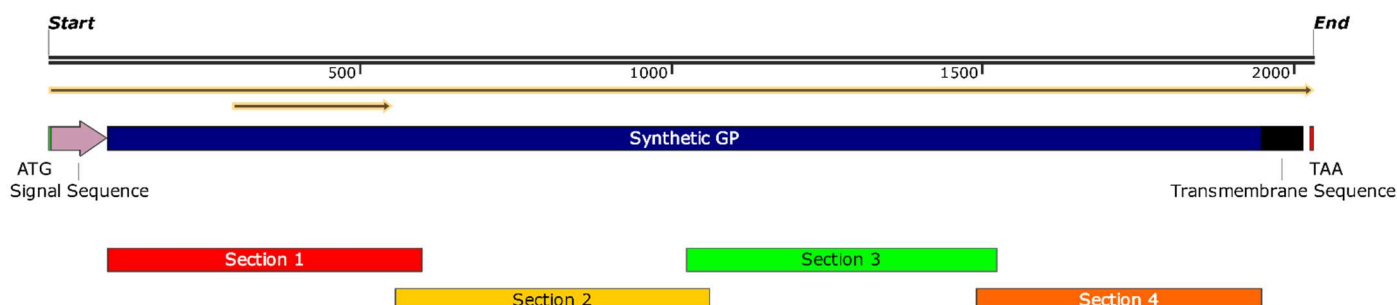 Start End
500 1000 1500 2000
Synthetic GP
ATG TAA
Signal Sequence Transmembrane Sequence
Section 1 Section 3
Section 2 Section 4